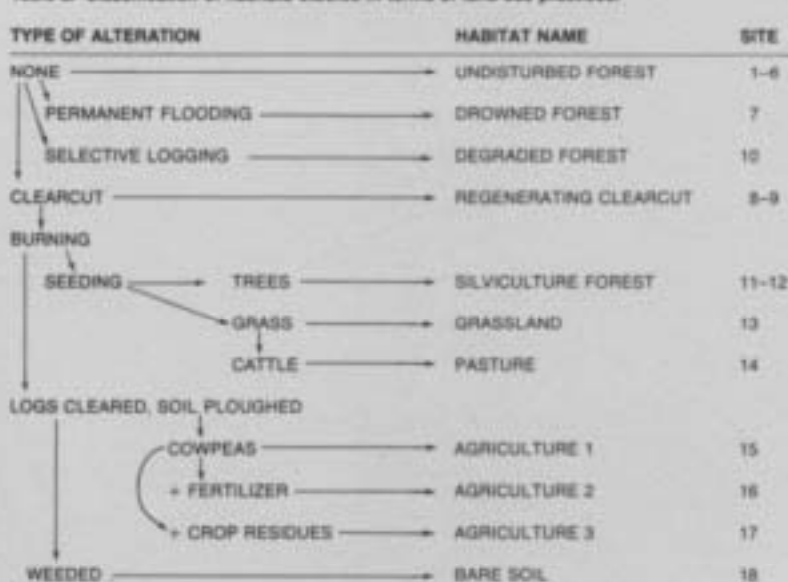 TYPE OF ALTERATION HABITAT NAME SITE
NONE UNDISTURBED FOREST 1–6
PERMANENT FLOODING DROWNED FOREST 7
SELECTIVE LOGGING DEGRADED FOREST 10
CLEARCUT REGENERATING CLEARCUT 8–9
BURNING
SEEDING TREES SILVICULTURE FOREST 11–12
GRASS GRASSLAND 13
CATTLE PASTURE 14
LOGS CLEARED, SOIL PLOUGHED
COWPEAS AGRICULTURE 1 15
+ FERTILIZER AGRICULTURE 2 16
+ CROP RESIDUES AGRICULTURE 3 17
WEEDED BARE SOIL 18